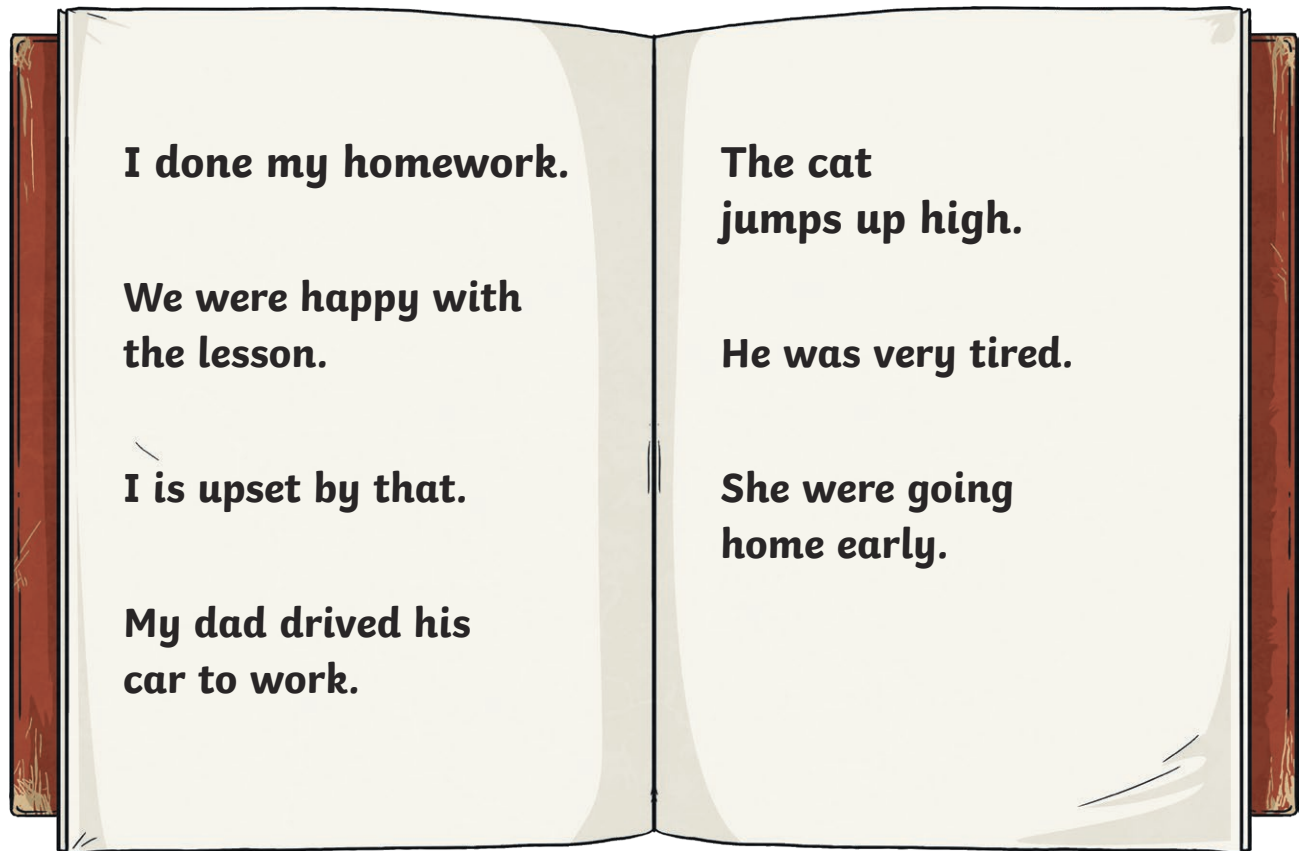 I done my homework.
We were happy with
the lesson.
I is upset by that.
My dad drived his
car to work.
The cat
jumps up high.
He was very tired.
She were going
home early.